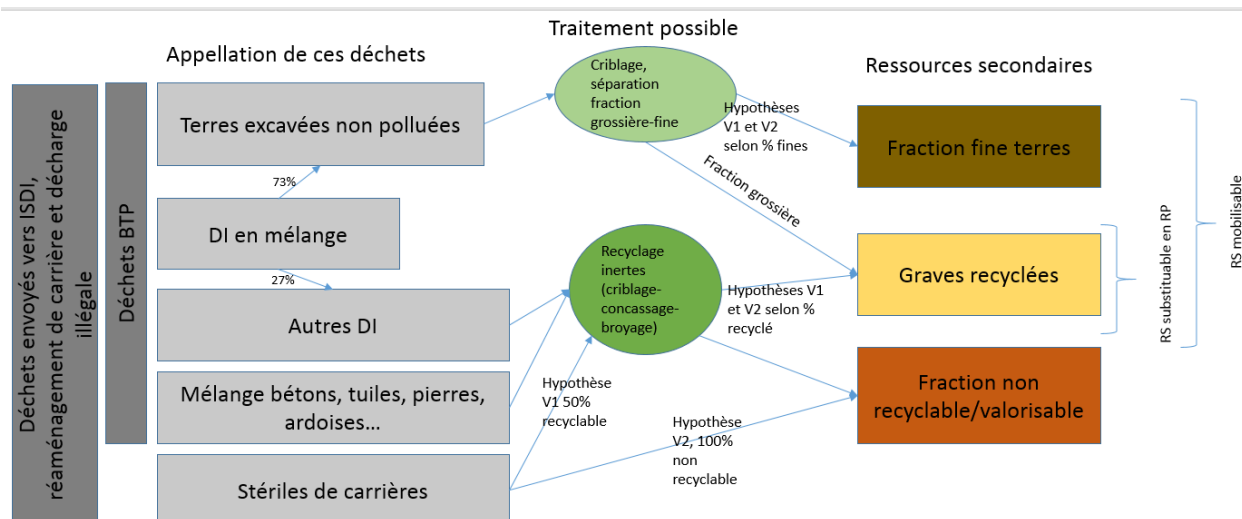 Traitement possible
Appellation de ces déchets
Ressources secondaires
Déchets envoyés vers ISDI,
réaménagement de carrière et décharge
illégale
Déchets BTP
Terres excavées non polluées
73%
DI en mélange
27%
Autres DI
Mélange bétons, tuiles, pierres,
ardoises...
Stériles de carrières
Criblage,
séparation
fraction
grossière-fine
Hypothèses
V1 et V2
selon % fines
Fraction grossière
Recyclage
inertes
(criblage-
concassage-
broyage)
Hypothèses V1
et V2 selon %
recyclé
Hypothèse
V1 50%
recyclable
Hypothèse
V2, 100%
non
recyclable
Fraction fine terres
Graves recyclées
Fraction non
recyclable/valorisable
RS substituable en RP
RS mobilisable